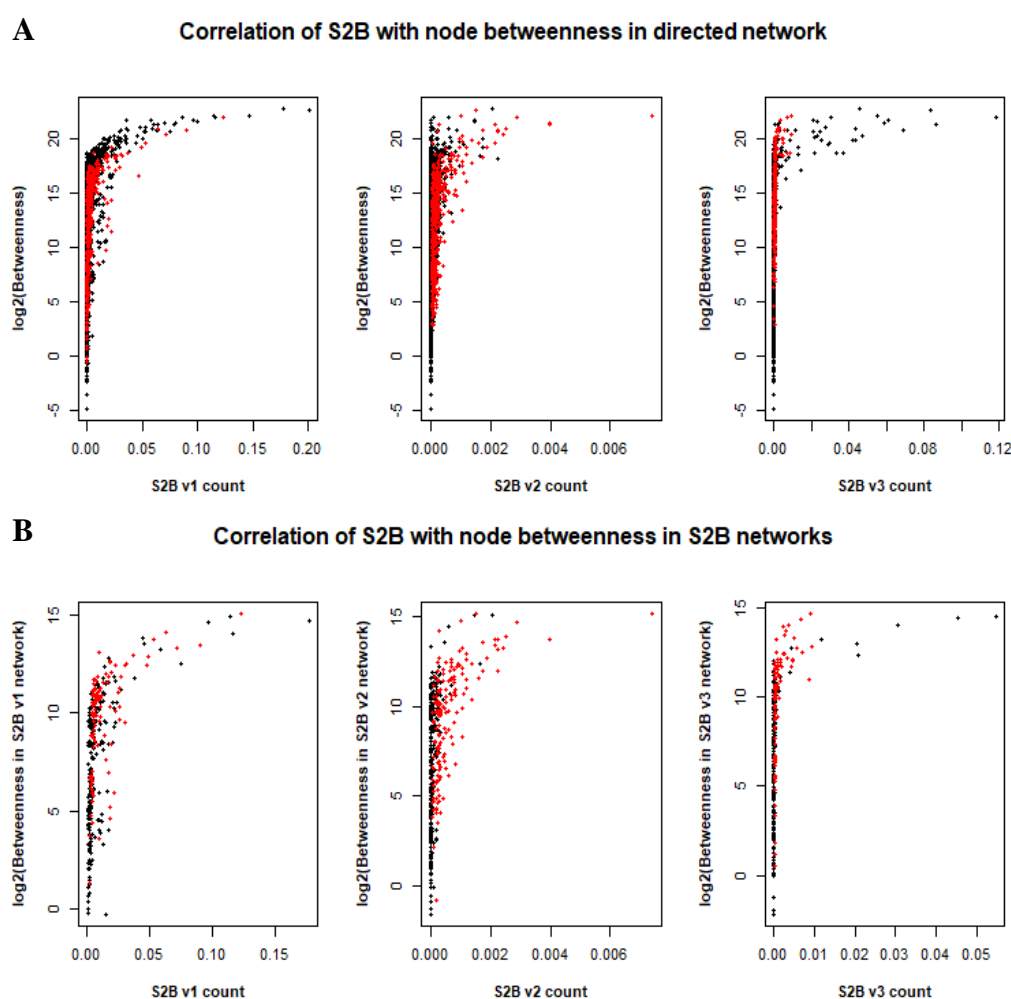 A
Correlation of S2B with node betweenness in directed network
log2(Betweenness)
20
15
10
5
0
-5
0.00 0.05 0.10 0.15 0.20
S2B v1 count
log2(Betweenness)
20
15
10
5
0
-5
0.000 0.002 0.004 0.006
S2B v2 count
log2(Betweenness)
20
15
10
5
0
-5
0.00 0.04 0.08 0.12
S2B v3 count
B
Correlation of S2B with node betweenness in S2B networks
log2(Betweenness in S2B v1 network)
15
10
5
0
0.00 0.05 0.10 0.15
S2B v1 count
log2(Betweenness in S2B v2 network)
15
10
5
0
0.000 0.002 0.004 0.006
S2B v2 count
log2(Betweenness in S2B v3 network)
15
10
5
0
0.00 0.01 0.02 0.03 0.04 0.05
S2B v3 count